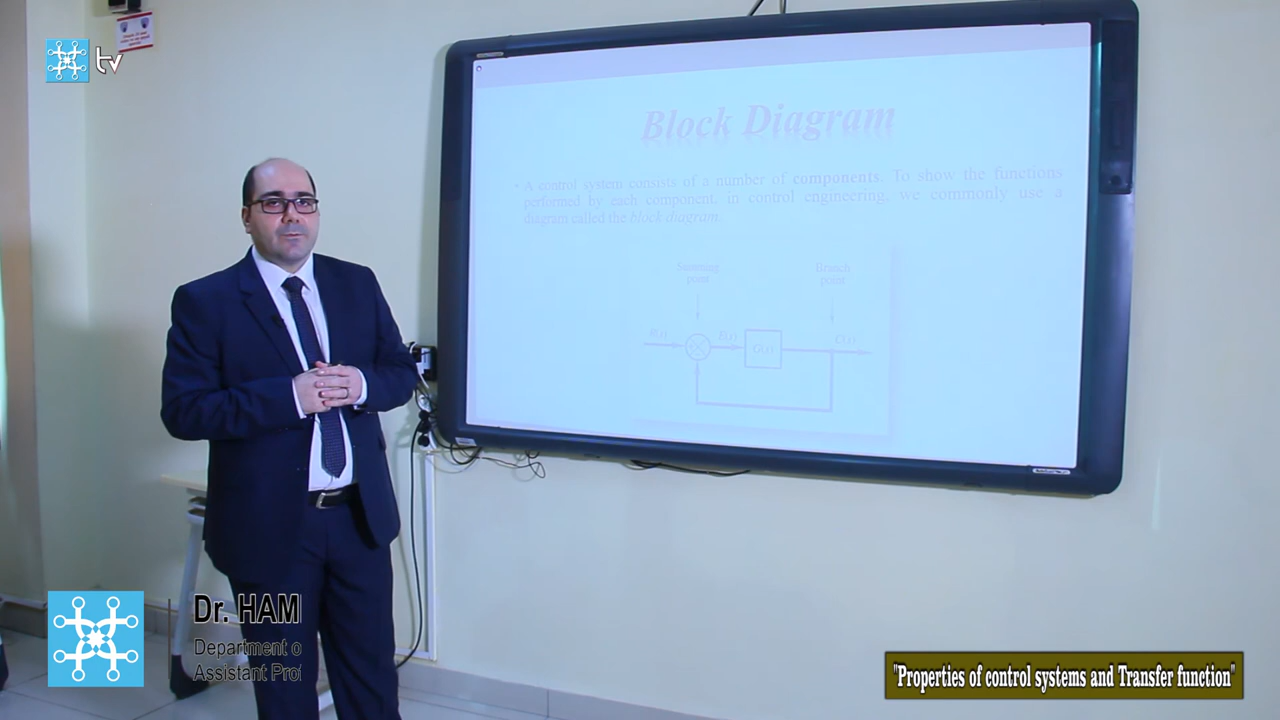 tv
Block Diagram
• A control system consists of a number of components. To show the functions
performed by each component, in control engineering, we commonly use a
diagram called the block diagram.
Summing
point
Branch
point
R(s)
E(s)
G(s)
C(s)
Dr. HAM
Department o
Assistant Prof
"Properties of control systems and Transfer function"